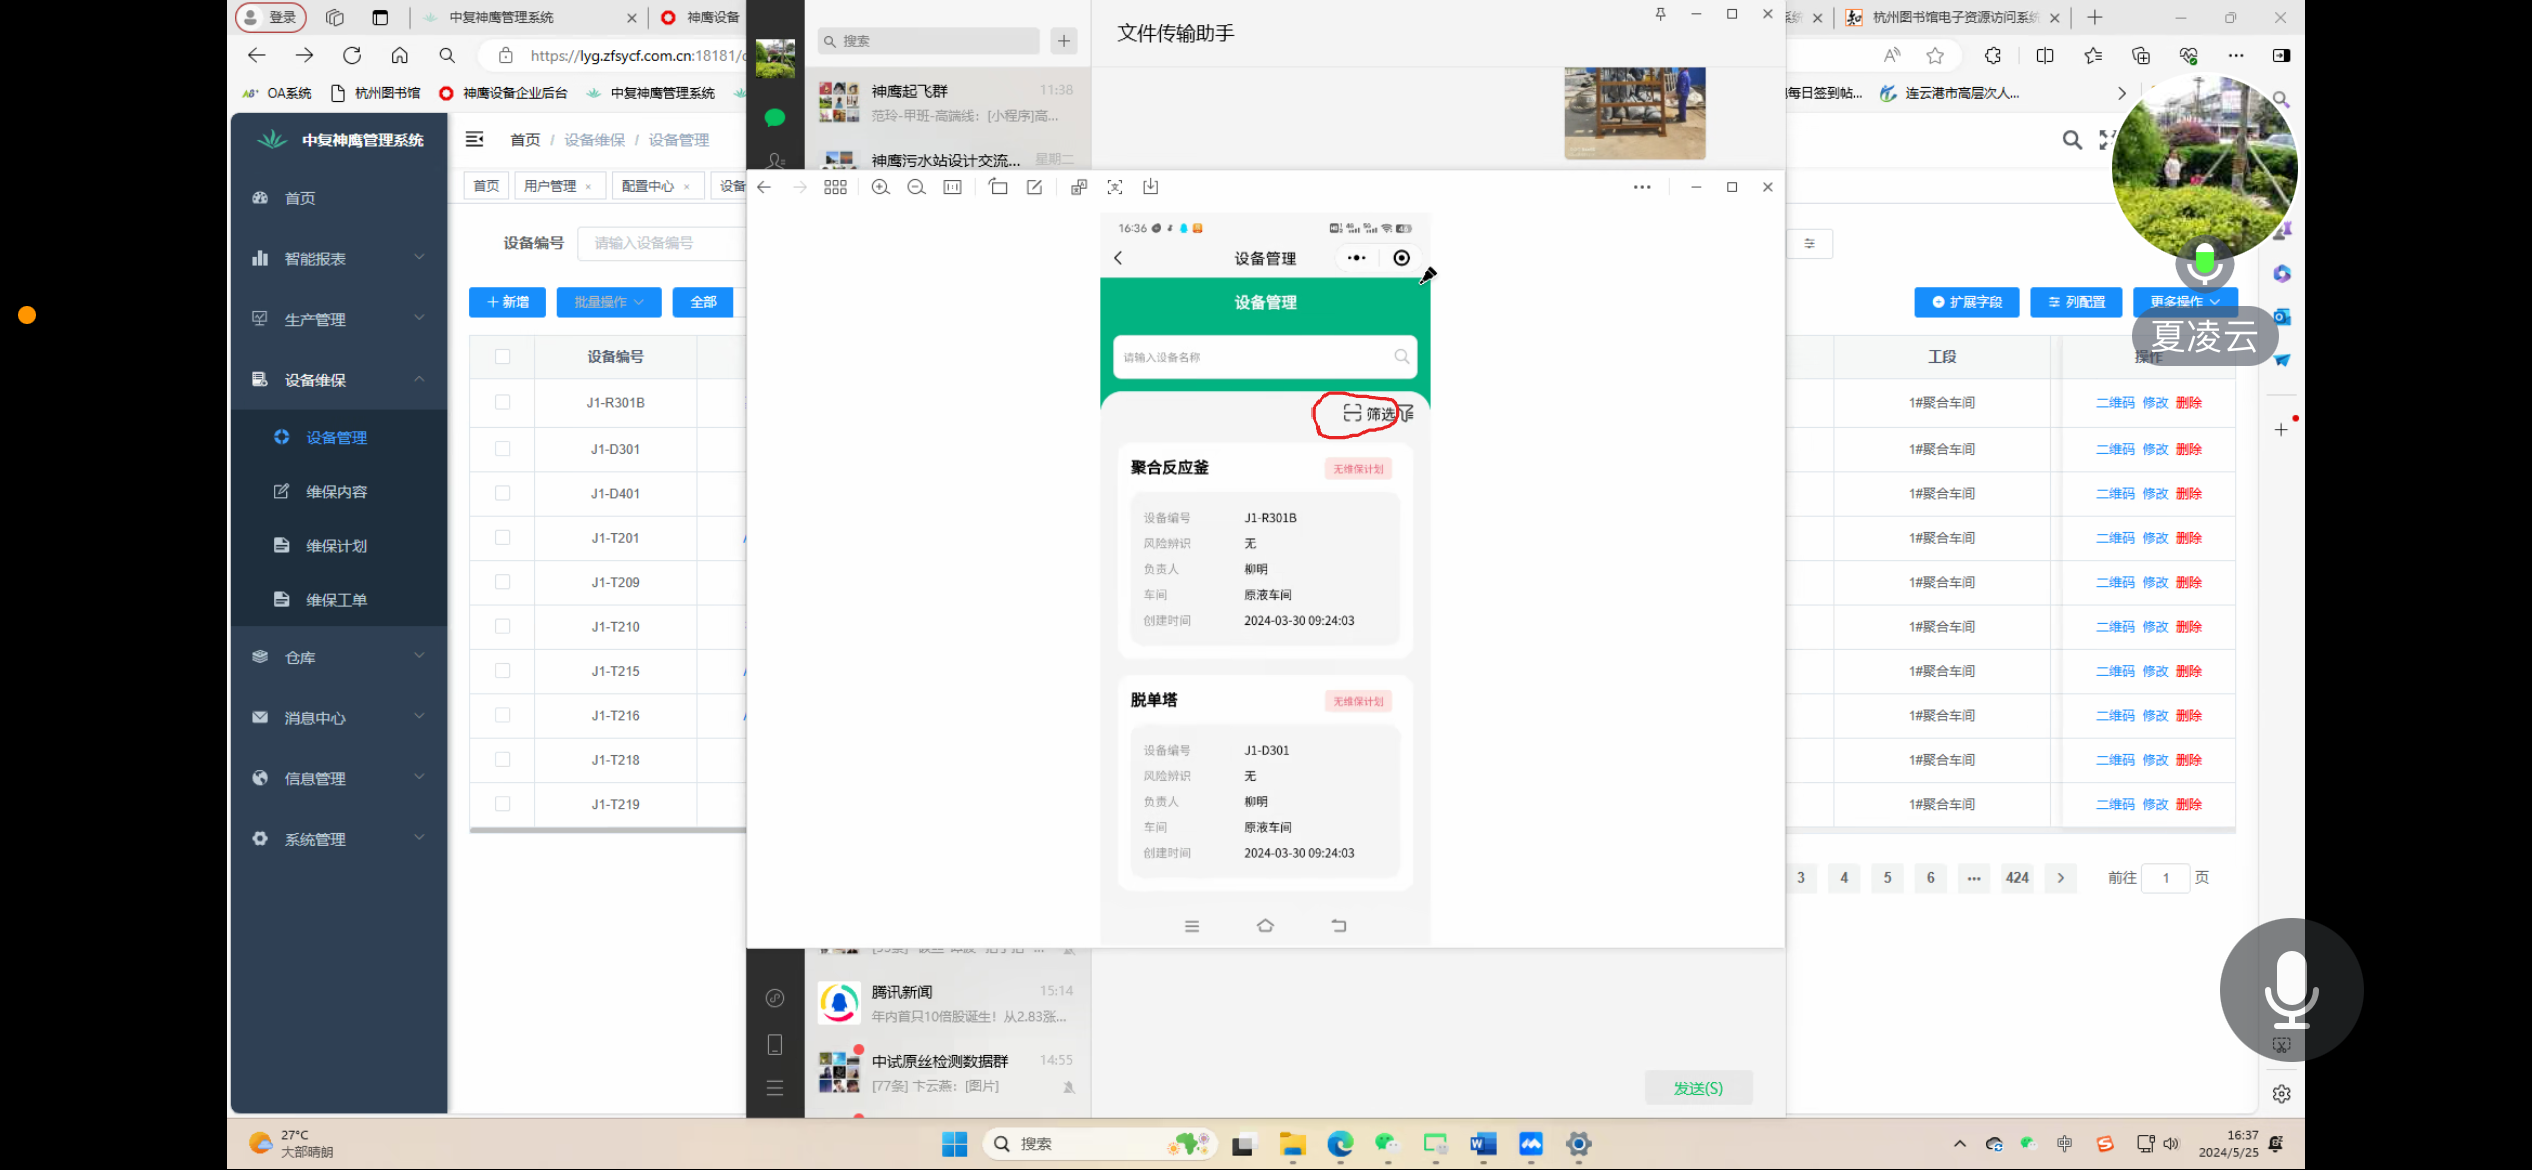 登录
中复神鹰管理系统
神鹰设备
https://lyg.zfsycf.com.cn:18181/
OA系统
杭州图书馆
神鹰设备企业后台
中复神鹰管理系统
中复神鹰管理系统
首页
智能报表
生产管理
设备维保
设备管理
维保内容
维保计划
维保工单
仓库
消息中心
信息管理
系统管理
首页 / 设备维保 / 设备管理
首页
用户管理
配置中心
设备
设备编号
请输入设备编号
+ 新增
批量操作
全部
设备编号
J1-R301B
J1-D301
J1-D401
J1-T201
J1-T209
J1-T210
J1-T215
J1-T216
J1-T218
J1-T219
搜索
神鹰起飞群 11:38
范玲-甲班-高端线：[小程序]高...
神鹰污水站设计交流... 星期二
文件传输助手
16:36
设备管理
设备管理
请输入设备名称
筛选
聚合反应釜 无维保计划
设备编号 J1-R301B
风险辨识 无
负责人 柳明
车间 原液车间
创建时间 2024-03-30 09:24:03
脱单塔 无维保计划
设备编号 J1-D301
风险辨识 无
负责人 柳明
车间 原液车间
创建时间 2024-03-30 09:24:03
腾讯新闻 15:14
年内首只10倍股诞生！从2.83涨...
中试原丝检测数据群 14:55
[77条] 卞云燕：[图片]
发送(S)
杭州图书馆电子资源访问系统
每日签到帖...
连云港市高层次人...
扩展字段
列配置
更多操作
夏凌云
工段 操作
1#聚合车间 二维码 修改 删除
1#聚合车间 二维码 修改 删除
1#聚合车间 二维码 修改 删除
1#聚合车间 二维码 修改 删除
1#聚合车间 二维码 修改 删除
1#聚合车间 二维码 修改 删除
1#聚合车间 二维码 修改 删除
1#聚合车间 二维码 修改 删除
1#聚合车间 二维码 修改 删除
1#聚合车间 二维码 修改 删除
3 4 5 6 ... 424 > 前往 1 页
27°C
大部晴朗
搜索
中
16:37
2024/5/25